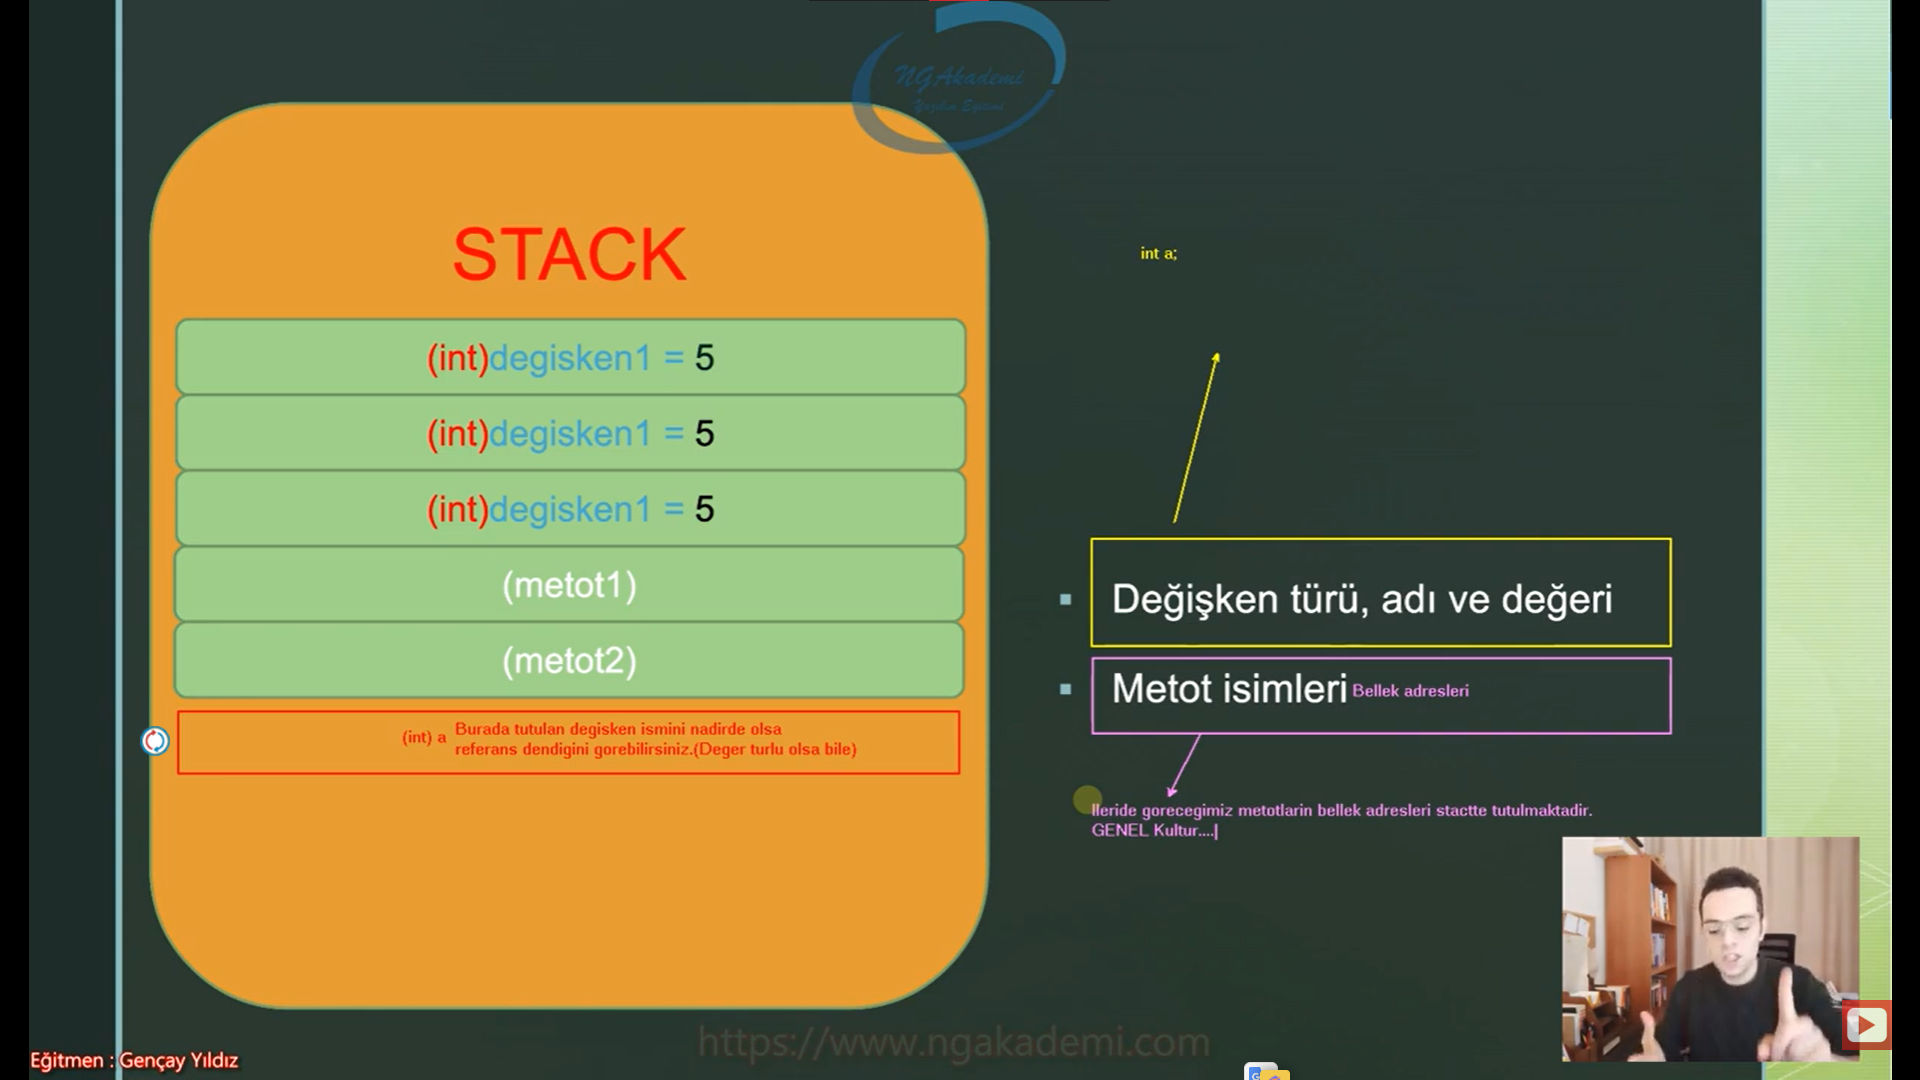 NGAkademi
Yazılım Eğitimi
STACK
(int)degisken1 = 5
(int)degisken1 = 5
(int)degisken1 = 5
(metot1)
(metot2)
(int) a Burada tutulan degisken ismini nadirde olsa
referans dendigini gorebilirsiniz.(Deger turlu olsa bile)
int a;
Değişken türü, adı ve değeri
Metot isimleri Bellek adresleri
Ileride gorecegimiz metotlarin bellek adresleri stactte tutulmaktadir.
GENEL Kultur....|
https://www.ngakademi.com
Eğitmen : Gençay Yıldız